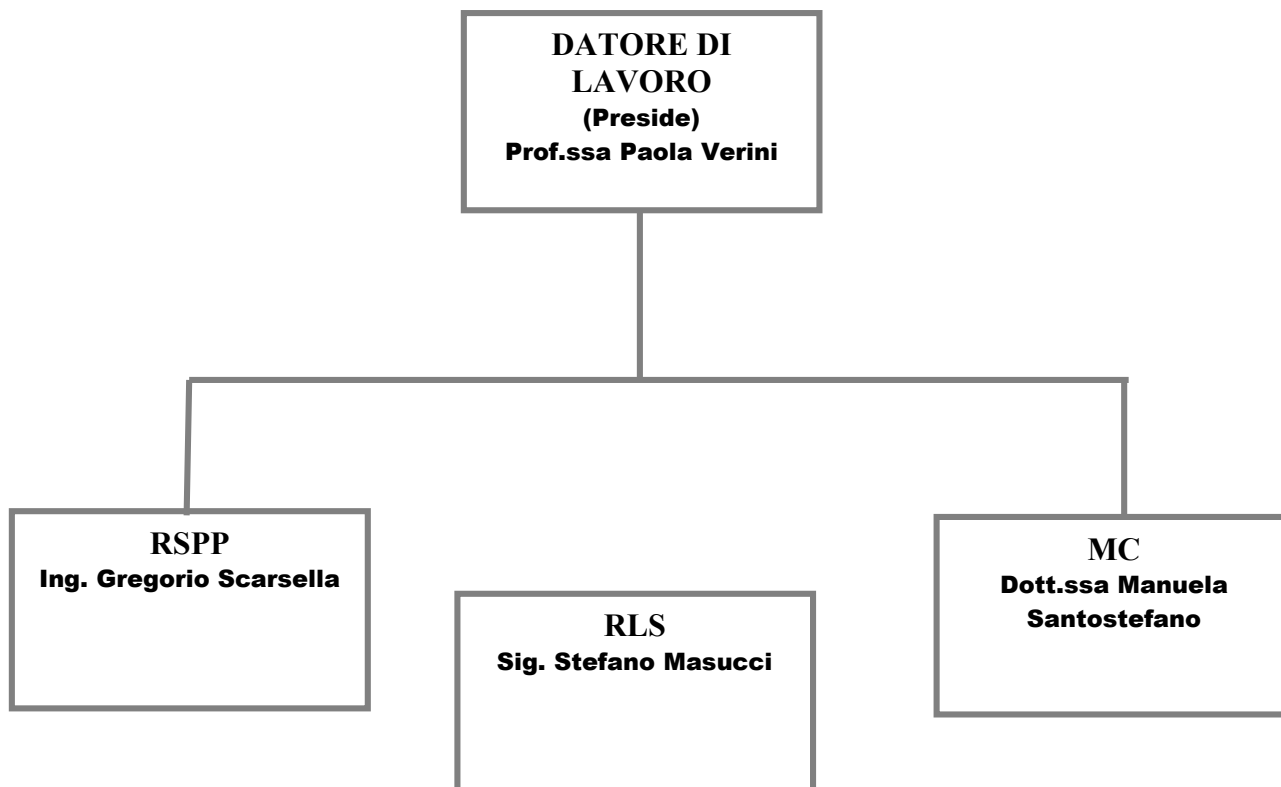 DATORE DI
LAVORO
(Preside)
Prof.ssa Paola Verini
RSPP
Ing. Gregorio Scarsella
RLS
Sig. Stefano Masucci
MC
Dott.ssa Manuela
Santostefano